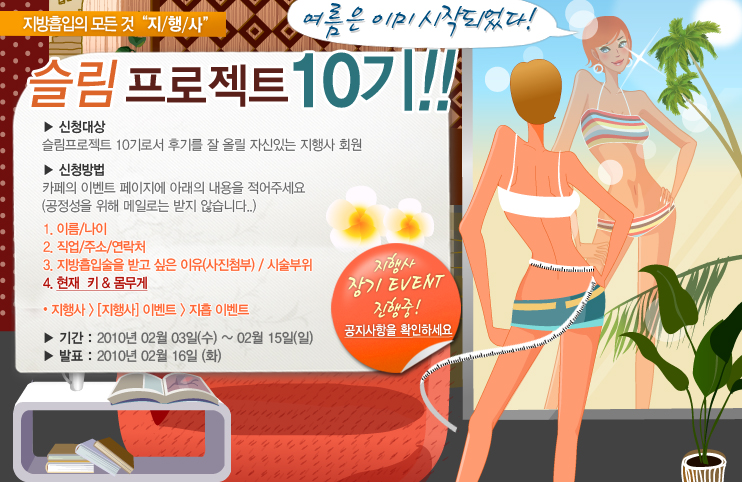 지방흡입의 모든 것 “지/행/사”
여름은 이미 시작되었다!
슬림 프로젝트 10기!!
▶ 신청대상
슬림프로젝트 10기로서 후기를 잘 올릴 자신있는 지행사 회원
▶ 신청방법
카페의 이벤트 페이지에 아래의 내용을 적어주세요
(공정성을 위해 메일로는 받지 않습니다..)
1. 이름/나이
2. 직업/주소/연락처
3. 지방흡입술을 받고 싶은 이유(사진첨부) / 시술부위
4. 현재 키 & 몸무게
* 지행사 > [지행사] 이벤트 > 지흡 이벤트
▶ 기간 : 2010년 02월 03일(수) ~ 02월 15일(일)
▶ 발표 : 2010년 02월 16일 (화)
지행사
장기 EVENT
진행중!
공지사항을 확인하세요